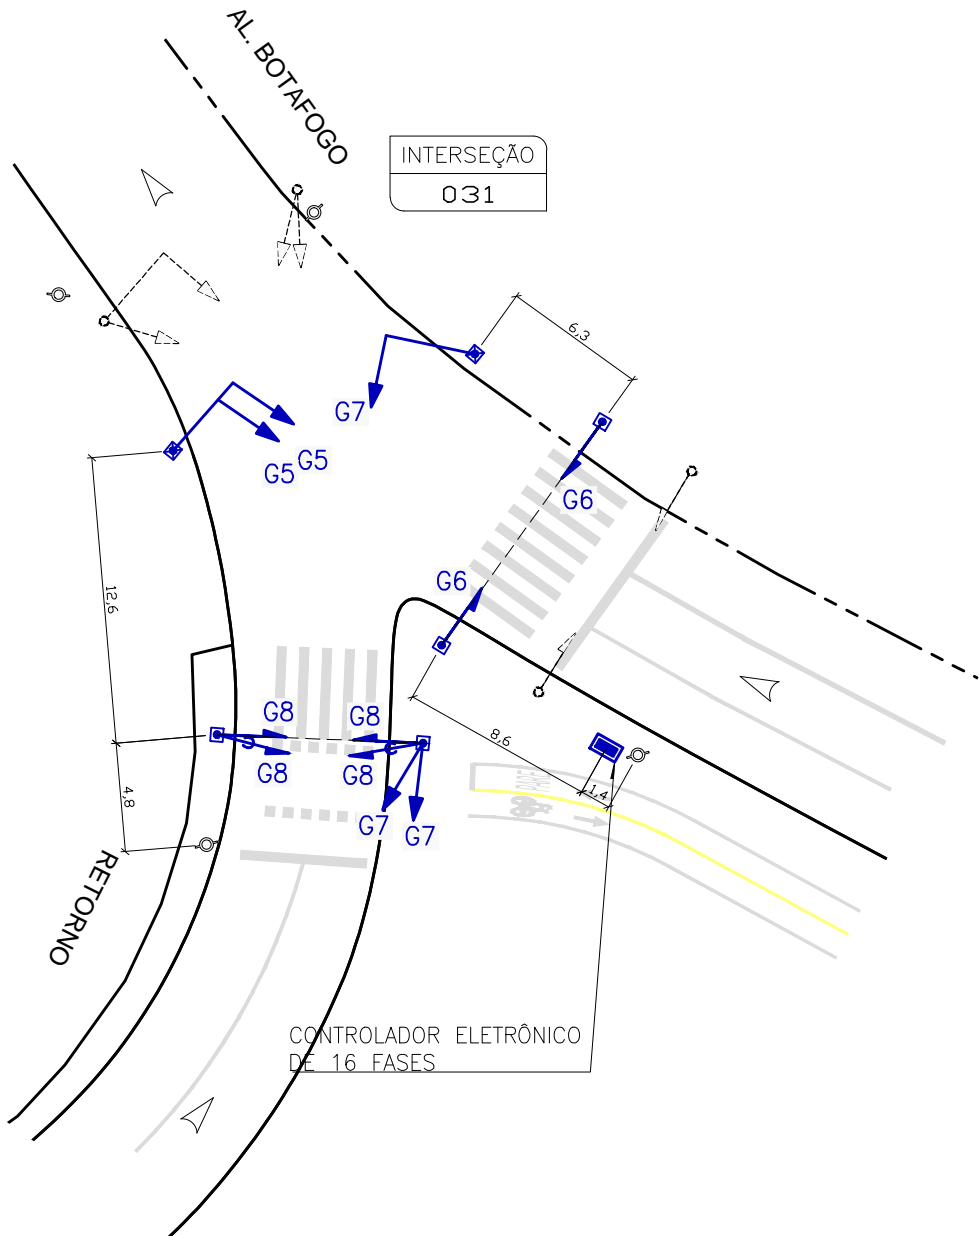 AL. BOTAFOGO
INTERSEÇÃO
031
6,3
G7
G5
G5
G6
G6
12,6
G8
G8
G8
G8
8,6
1,4
PARE
4,8
G7
G7
RETORNO
CONTROLADOR ELETRÔNICO
DE 16 FASES